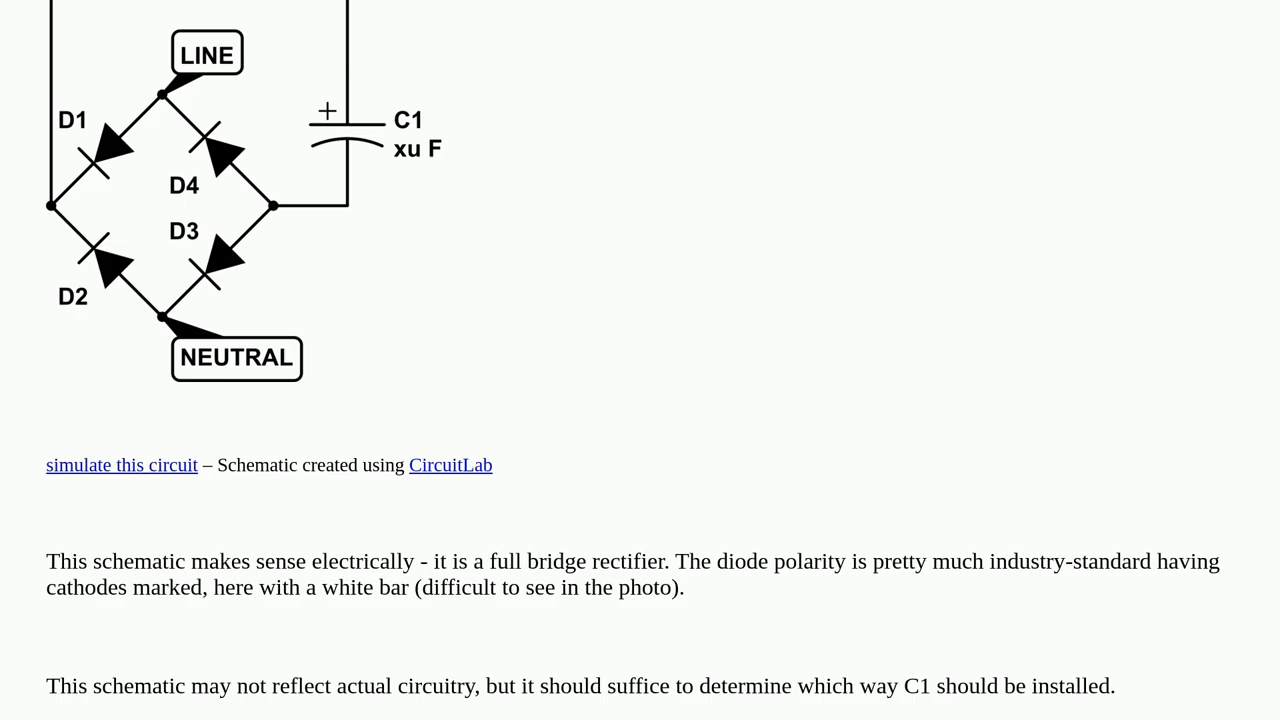 LINE
D1
+
C1
xu F
D4
D3
D2
NEUTRAL
simulate this circuit – Schematic created using CircuitLab
This schematic makes sense electrically - it is a full bridge rectifier. The diode polarity is pretty much industry-standard having
cathodes marked, here with a white bar (difficult to see in the photo).
This schematic may not reflect actual circuitry, but it should suffice to determine which way C1 should be installed.